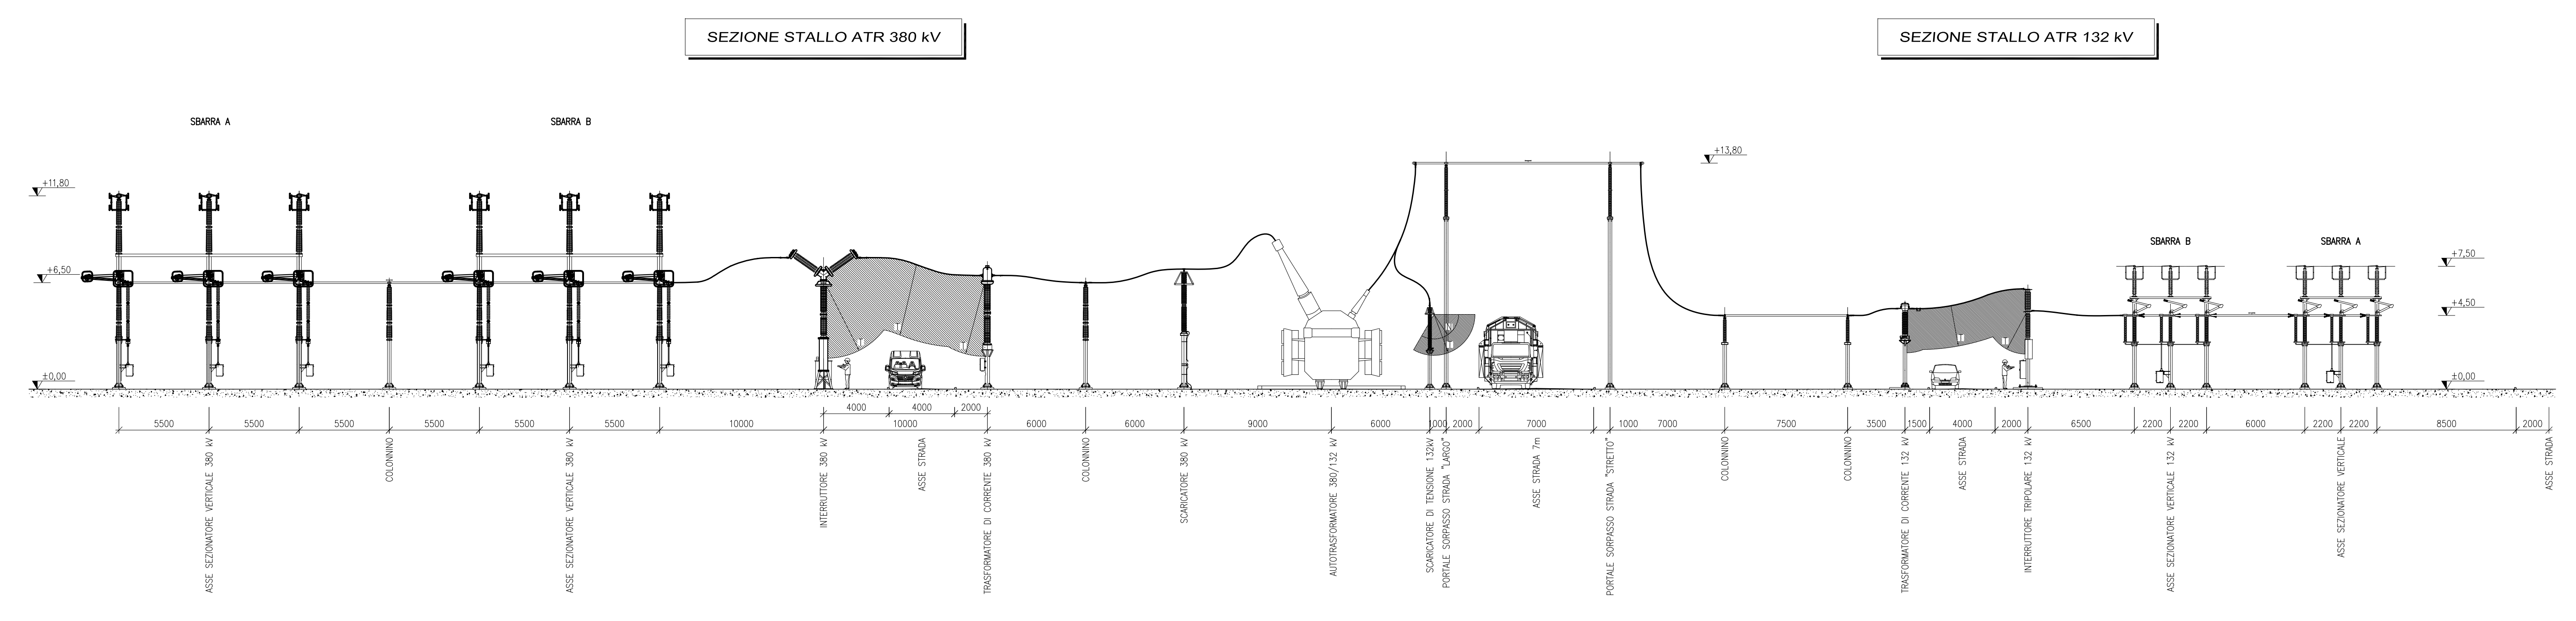 SEZIONE STALLO ATR 380 kV
SEZIONE STALLO ATR 132 kV
SBARRA A
SBARRA B
+13,80
+11,80
SBARRA B
SBARRA A
+7,50
+6,50
+4,50
±0,00
±0,00
4000
4000
2000
5500
5500
5500
5500
5500
5500
10000
10000
6000
6000
9000
6000
1000
2000
7000
1000
7000
7500
3500
1500
4000
2000
6500
2200
2200
6000
2200
2200
8500
2000
ASSE SEZIONATORE VERTICALE 380 kV
COLONNINO
ASSE SEZIONATORE VERTICALE 380 kV
INTERRUTTORE 380 kV
ASSE STRADA
TRASFORMATORE DI CORRENTE 380 kV
COLONNINO
SCARICATORE 380 kV
AUTOTRASFORMATORE 380/132 kV
SCARICATORE DI TENSIONE 132kV
PORTALE SORPASSO STRADA "LARGO"
ASSE STRADA 7m
PORTALE SORPASSO STRADA "STRETTO"
COLONNINO
COLONNINO
TRASFORMATORE DI CORRENTE 132 kV
ASSE STRADA
INTERRUTTORE TRIPOLARE 132 kV
ASSE SEZIONATORE VERTICALE 132 kV
ASSE SEZIONATORE VERTICALE
ASSE STRADA